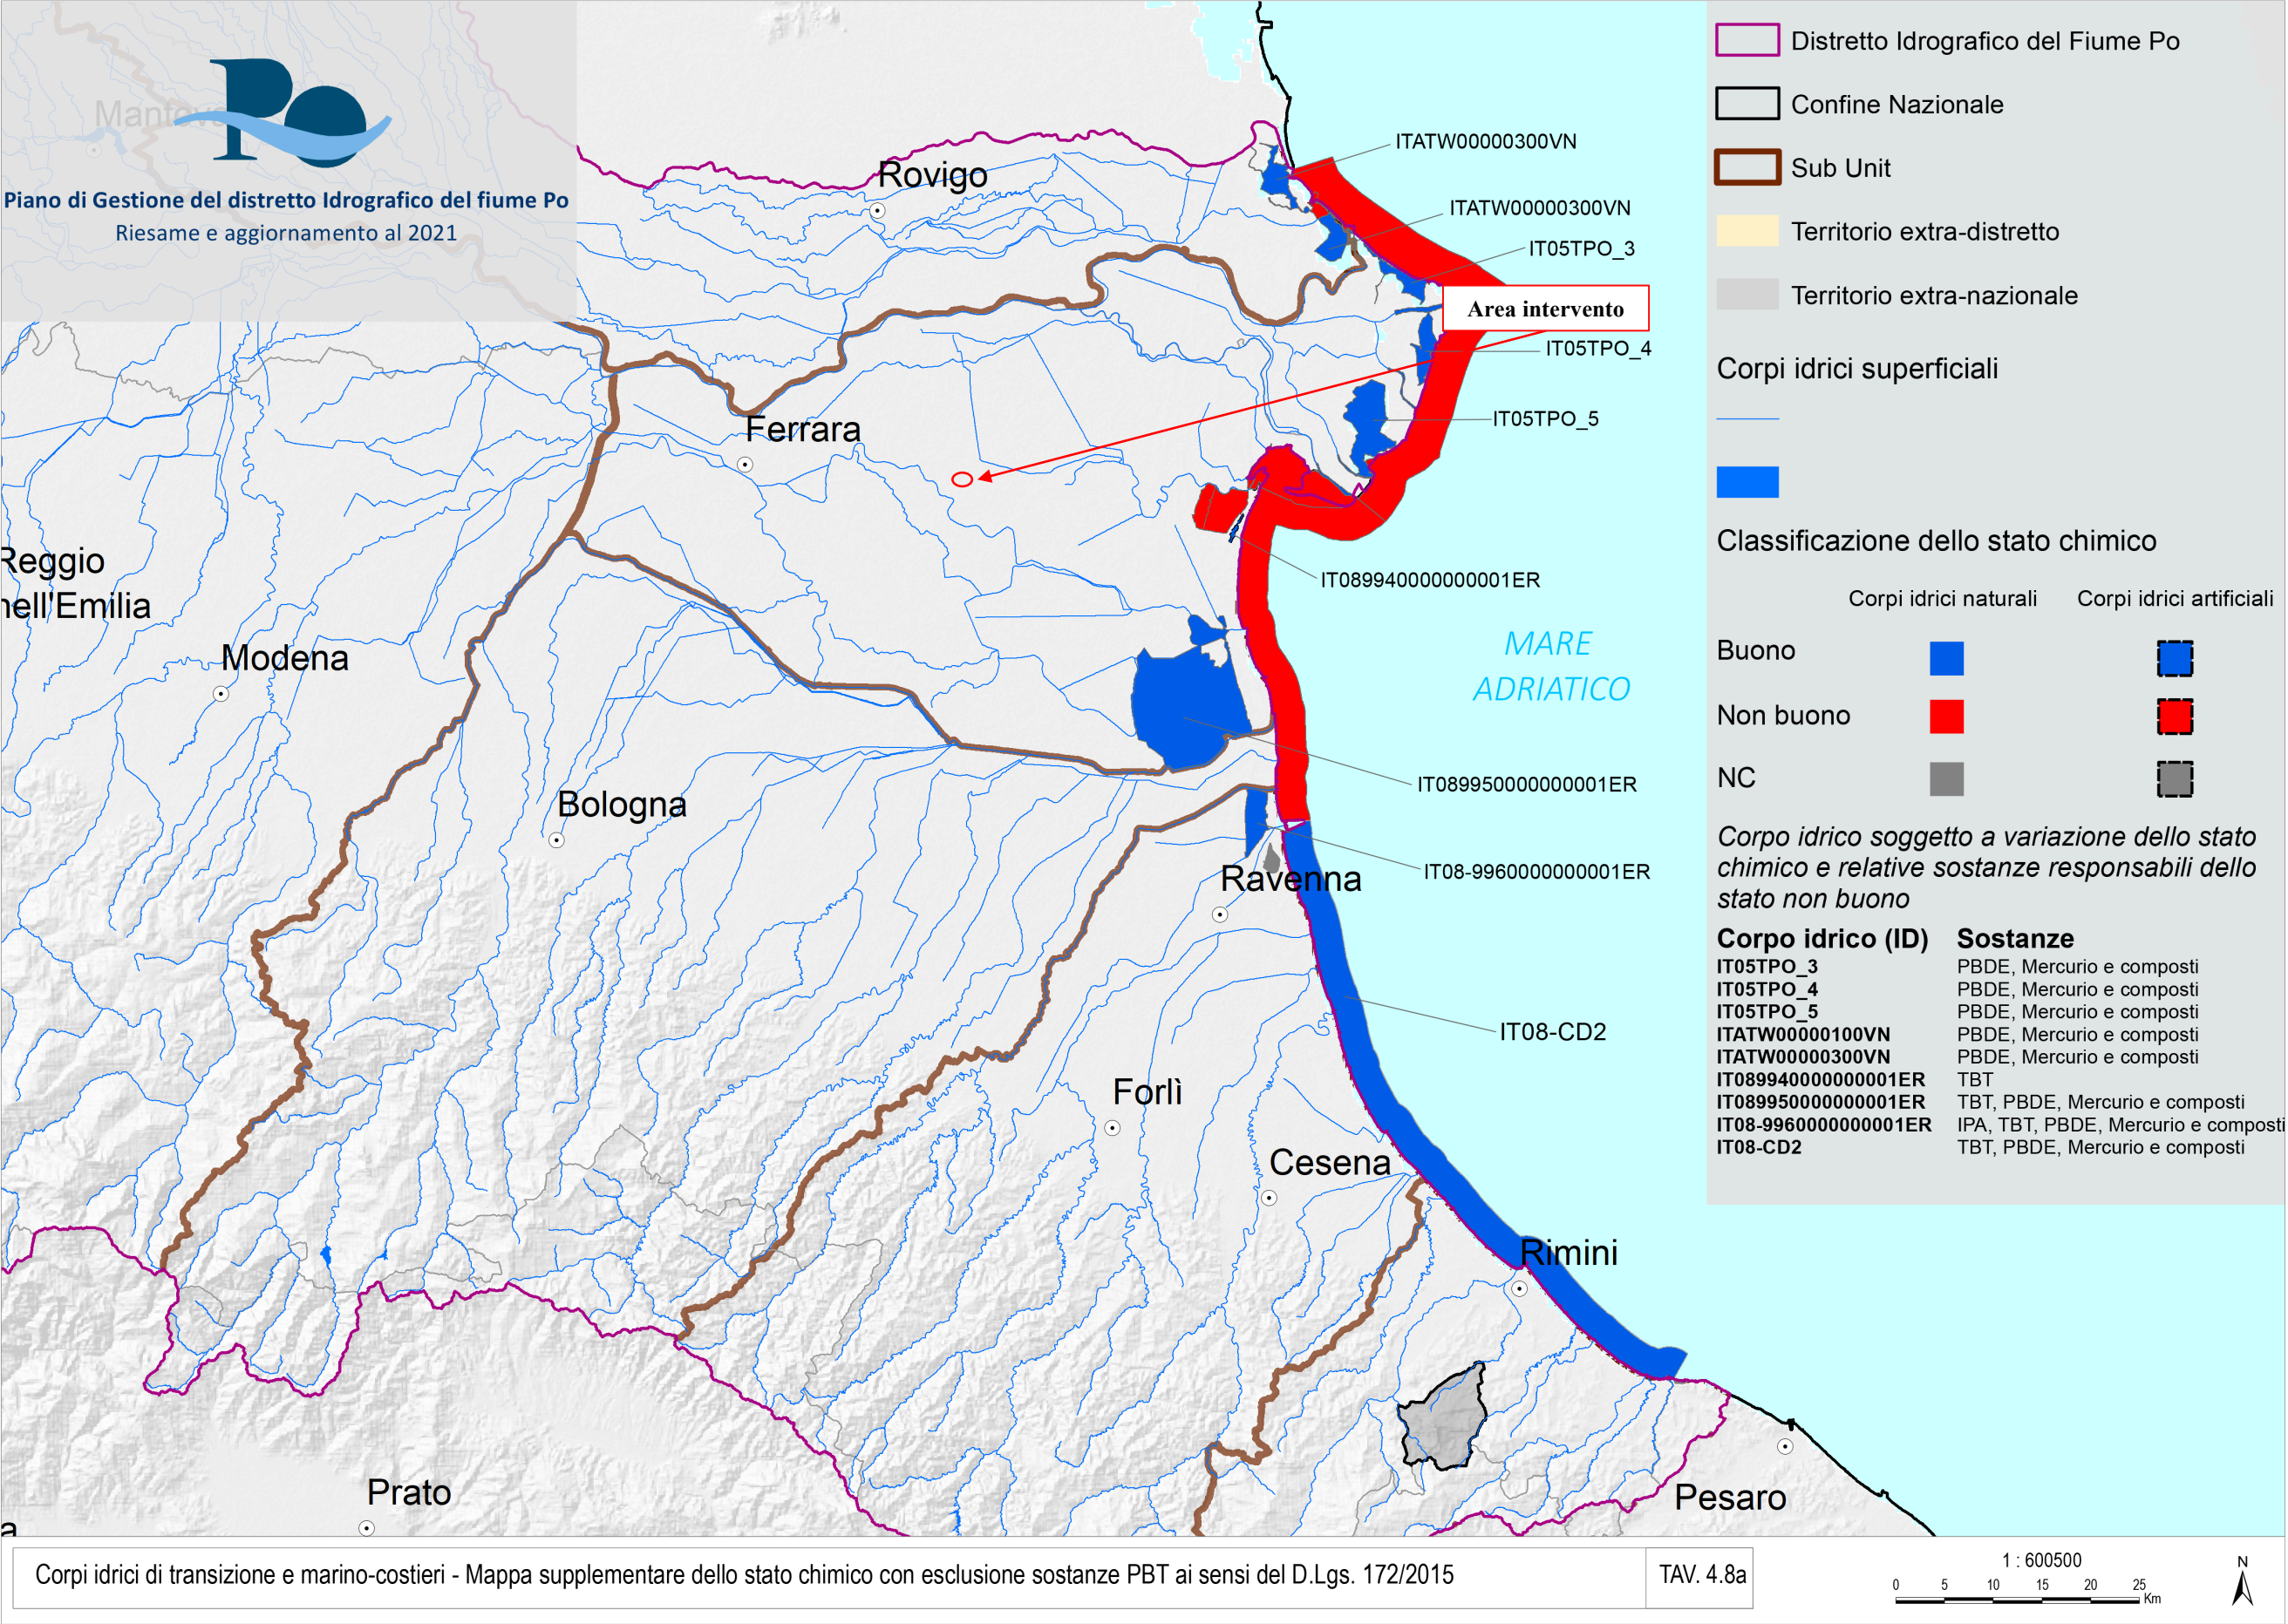 Mantova
Po
Piano di Gestione del distretto Idrografico del fiume Po
Riesame e aggiornamento al 2021
Rovigo
Ferrara
Reggio
nell'Emilia
Modena
Bologna
Ravenna
Forlì
Cesena
Rimini
Prato
Pesaro
a
MARE
ADRIATICO
ITATW00000300VN
ITATW00000300VN
IT05TPO_3
Area intervento
IT05TPO_4
IT05TPO_5
IT089940000000001ER
IT089950000000001ER
IT08-9960000000001ER
IT08-CD2
Distretto Idrografico del Fiume Po
Confine Nazionale
Sub Unit
Territorio extra-distretto
Territorio extra-nazionale
Corpi idrici superficiali
Classificazione dello stato chimico
Corpi idrici naturali Corpi idrici artificiali
Buono
Non buono
NC
Corpo idrico soggetto a variazione dello stato
chimico e relative sostanze responsabili dello
stato non buono
Corpo idrico (ID) Sostanze
IT05TPO_3 PBDE, Mercurio e composti
IT05TPO_4 PBDE, Mercurio e composti
IT05TPO_5 PBDE, Mercurio e composti
ITATW00000100VN PBDE, Mercurio e composti
ITATW00000300VN PBDE, Mercurio e composti
IT089940000000001ER TBT
IT089950000000001ER TBT, PBDE, Mercurio e composti
IT08-9960000000001ER IPA, TBT, PBDE, Mercurio e composti
IT08-CD2 TBT, PBDE, Mercurio e composti
Corpi idrici di transizione e marino-costieri - Mappa supplementare dello stato chimico con esclusione sostanze PBT ai sensi del D.Lgs. 172/2015
TAV. 4.8a
1 : 600500
0 5 10 15 20 25
Km
N